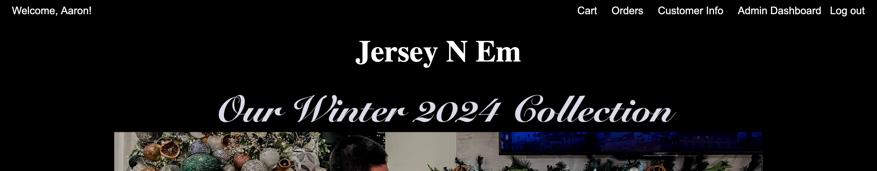 Welcome, Aaron! Cart Orders Customer Info Admin Dashboard Log out
Jersey N Em
Our Winter 2024 Collection